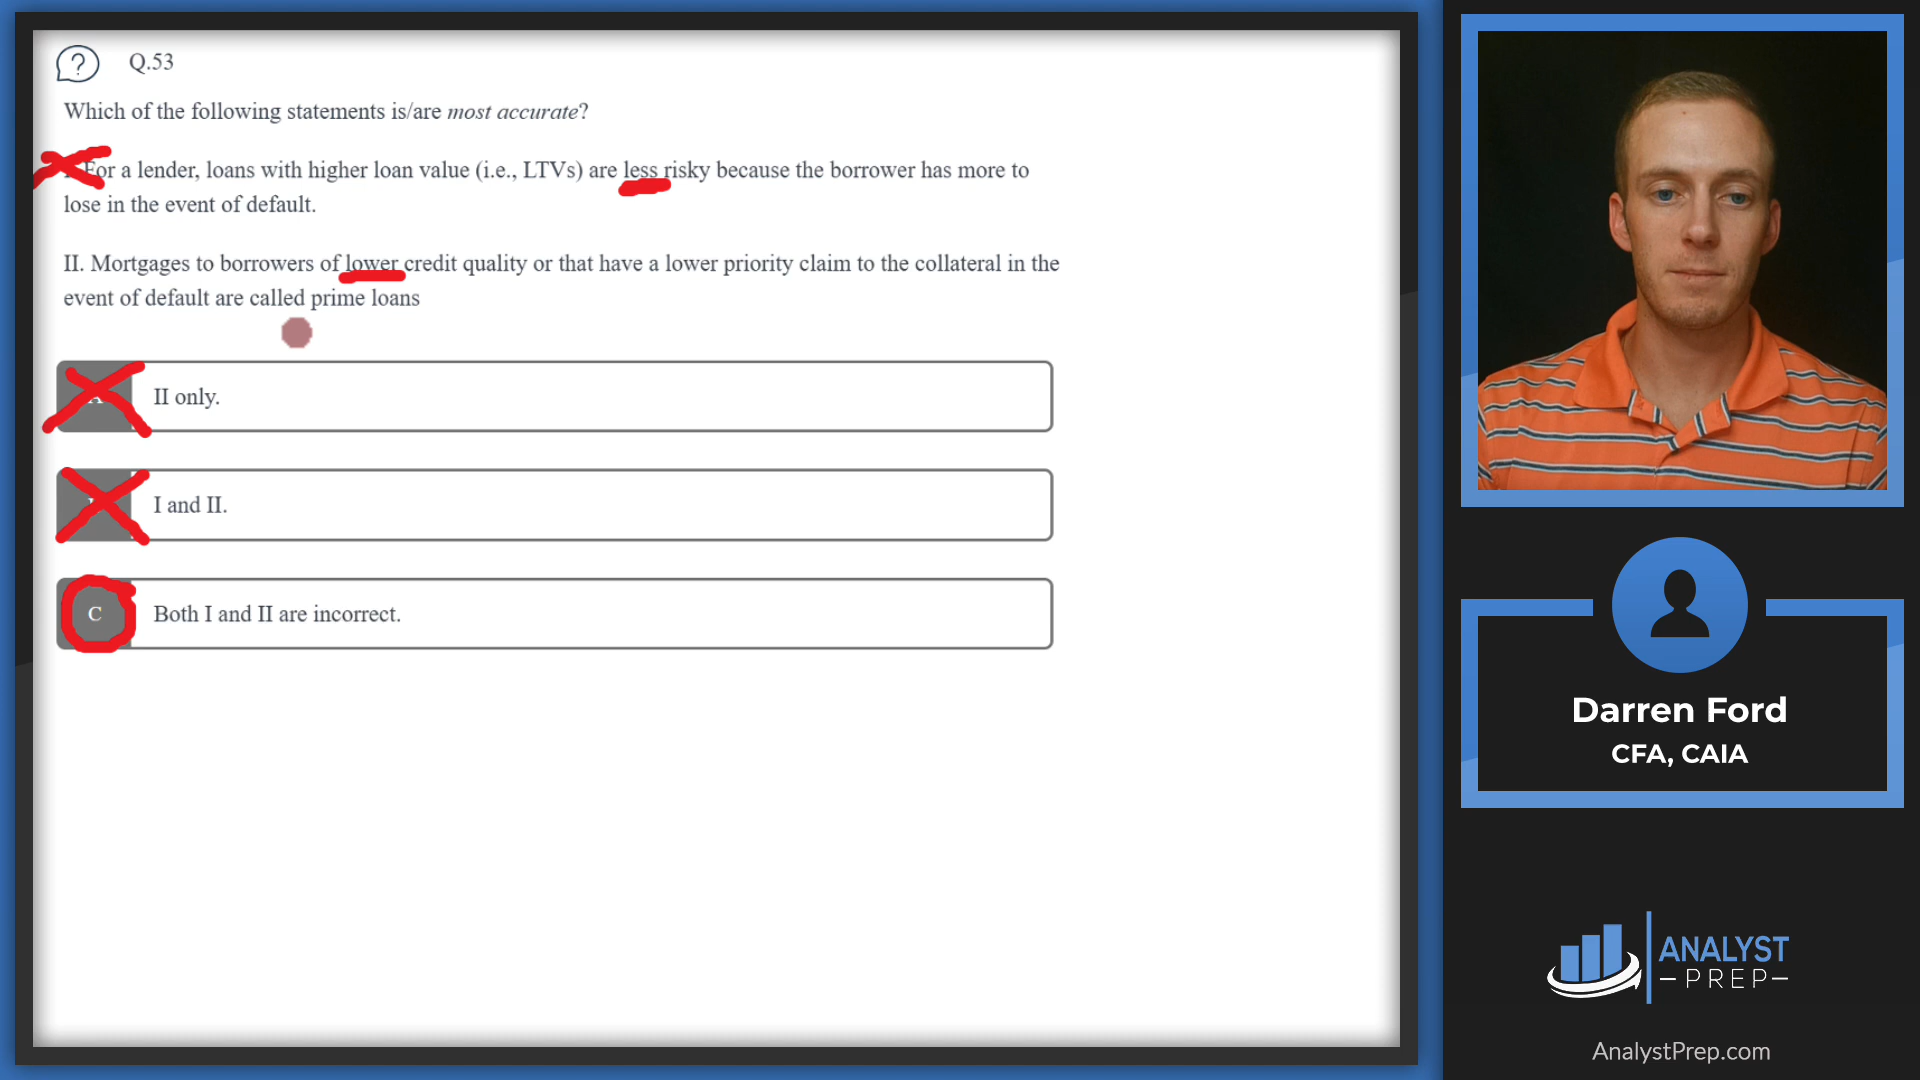 Q.53
Which of the following statements is/are most accurate?
For a lender, loans with higher loan value (i.e., LTVs) are less risky because the borrower has more to
lose in the event of default.
II. Mortgages to borrowers of lower credit quality or that have a lower priority claim to the collateral in the
event of default are called prime loans
II only.
I and II.
C
Both I and II are incorrect.
Darren Ford
CFA, CAIA
ANALYST
PREP
AnalystPrep.com